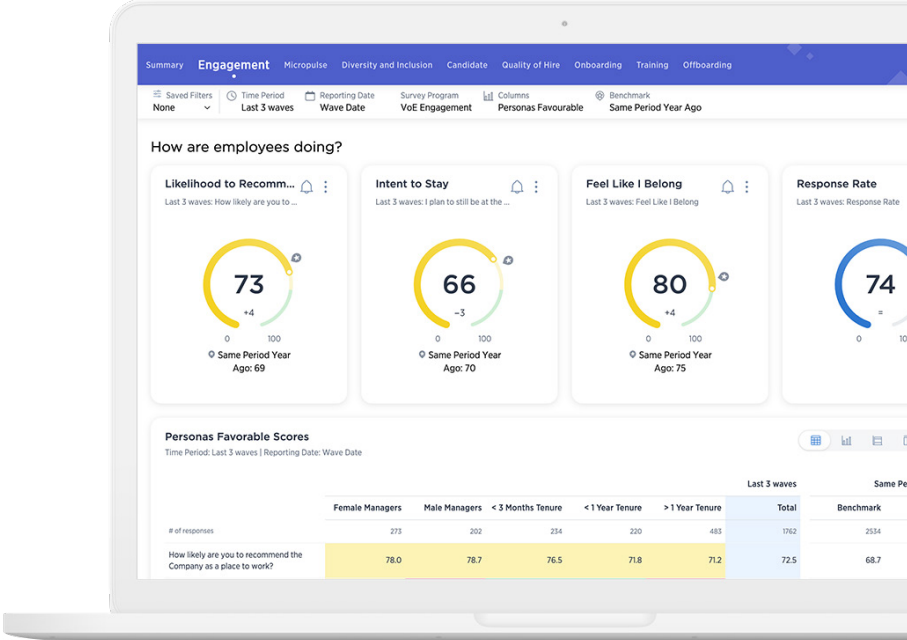 Summary Engagement Micropulse Diversity and Inclusion Candidate Quality of Hire Onboarding Training Offboarding
Saved Filters Time Period Reporting Date Survey Program Columns Benchmark
None Last 3 waves Wave Date VoE Engagement Personas Favourable Same Period Year Ago
How are employees doing?
Likelihood to Recomm... Intent to Stay Feel Like I Belong Response Rate
Last 3 waves: How likely are you to ... Last 3 waves: I plan to still be at the ... Last 3 waves: Feel Like I Belong Last 3 waves: Response Rate
73 66 80 74
+4 –3 +4 =
0 100 0 100 0 100 0 10
Same Period Year Same Period Year Same Period Year
Ago: 69 Ago: 70 Ago: 75
Personas Favorable Scores
Time Period: Last 3 waves | Reporting Date: Wave Date
Last 3 waves Same Pe
Female Managers Male Managers < 3 Months Tenure < 1 Year Tenure > 1 Year Tenure Total Benchmark
# of responses 273 202 234 220 483 1762 2534
How likely are you to recommend the
Company as a place to work? 78.0 78.7 76.5 71.8 71.2 72.5 68.7